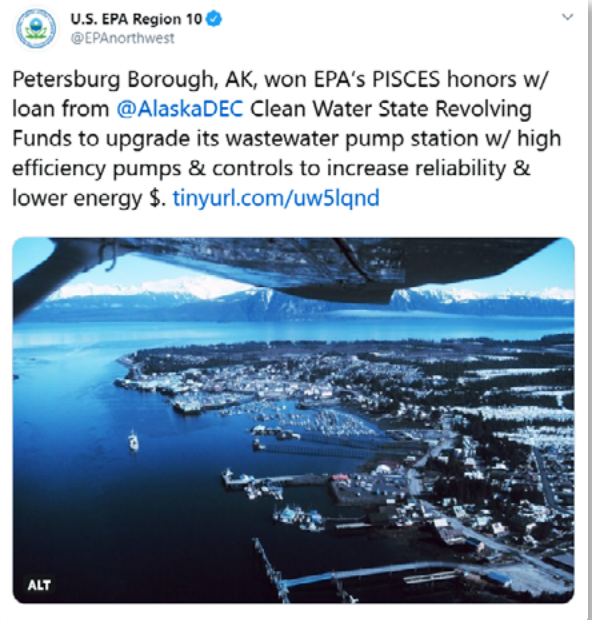 U.S. EPA Region 10
@EPAnorthwest
Petersburg Borough, AK, won EPA's PISCES honors w/
loan from @AlaskaDEC Clean Water State Revolving
Funds to upgrade its wastewater pump station w/ high
efficiency pumps & controls to increase reliability &
lower energy $. tinyurl.com/uw5lqnd
ALT